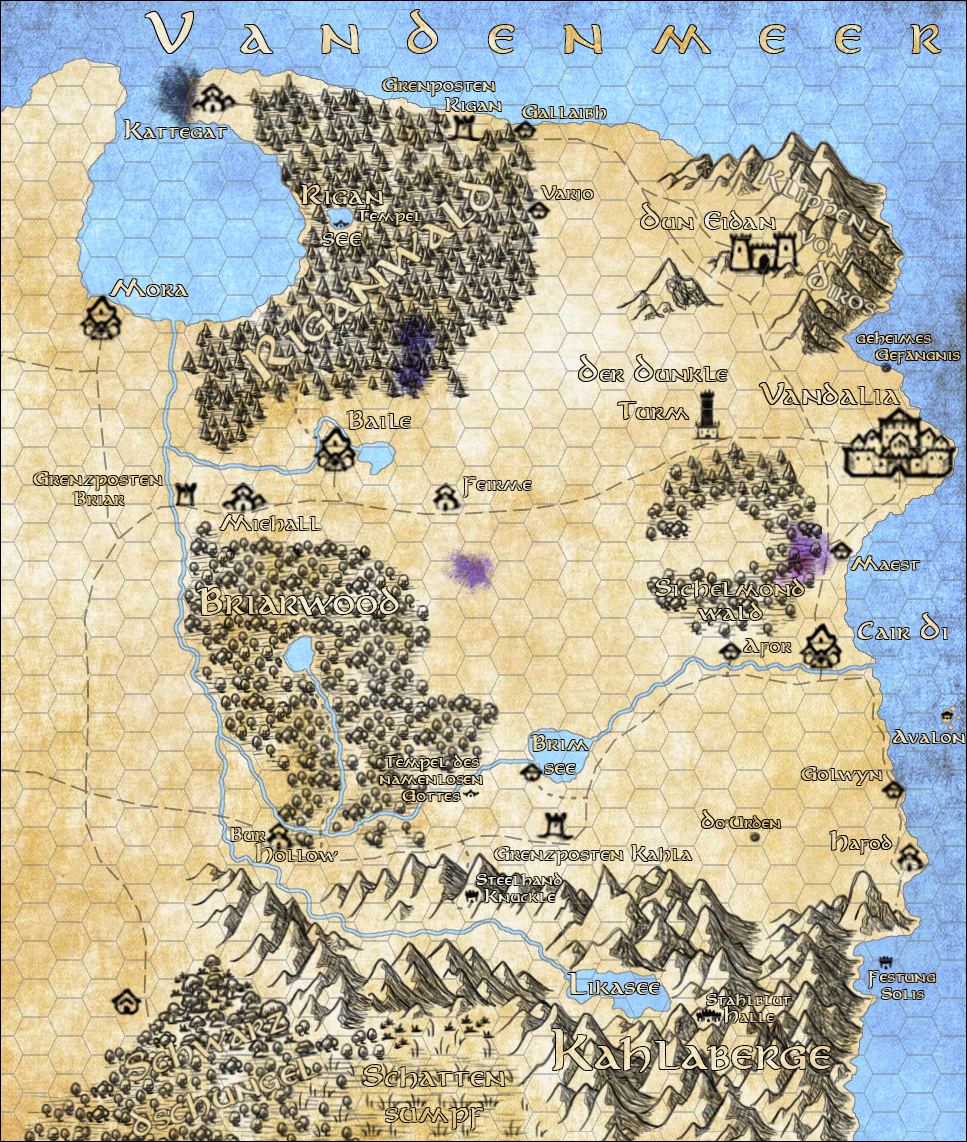 Vandenmeer
Grenposten
Rigan
Gallaibh
Kattegat
Rigan
Tempel
See
Vario
Riganwald
Dun Eidan
Klippen
von
Diros
Mora
geheimes
Gefängnis
Der Dunkle
Turm
Vandalia
Baile
Grenzposten
Briar
Feirme
Miehall
Maest
Briarwood
Sichelmond
wald
Cair Di
Afor
Avalon
Brim
see
Tempel des
namenlosen
Gottes
Golwyn
Do'Urden
Bur
Hollow
Hafod
Grenzposten Kahla
Steelhand
Knuckle
Festung
Solis
Likasee
Stahlblut
Halle
Kahlaberge
Schatten
sumpf
dschungel